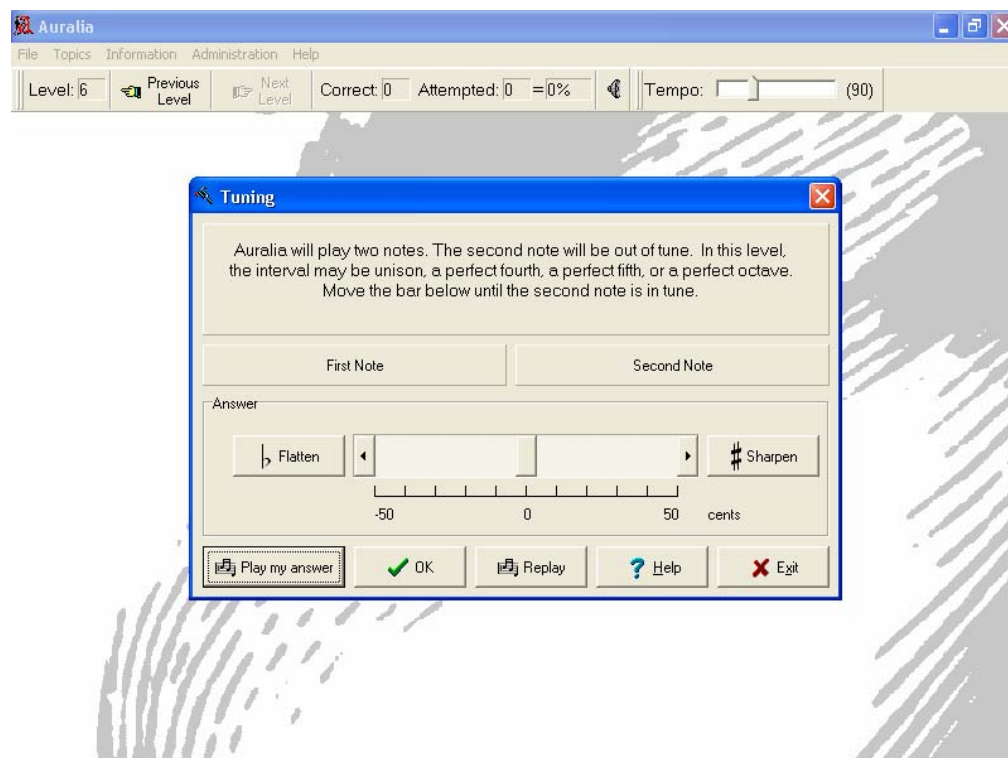 Auralia
File Topics Information Administration Help
Level: 6 Previous Level Next Level Correct: 0 Attempted: 0 =0% Tempo: (90)
Tuning
Auralia will play two notes. The second note will be out of tune. In this level,
the interval may be unison, a perfect fourth, a perfect fifth, or a perfect octave.
Move the bar below until the second note is in tune.
First Note Second Note
Answer
♭ Flatten ♯ Sharpen
-50 0 50 cents
Play my answer OK Replay ? Help Exit